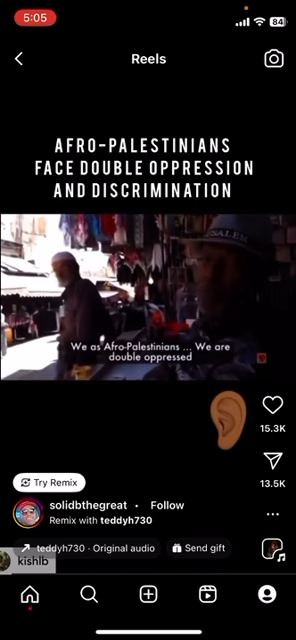 5:05
84
Reels
AFRO-PALESTINIANS
FACE DOUBLE OPPRESSION
AND DISCRIMINATION
We as Afro-Palestinians ... We are
double oppressed
15.3K
13.5K
Try Remix
solidbthegreat • Follow
Remix with teddyh730
teddyh730 · Original audio
Send gift
kishlb